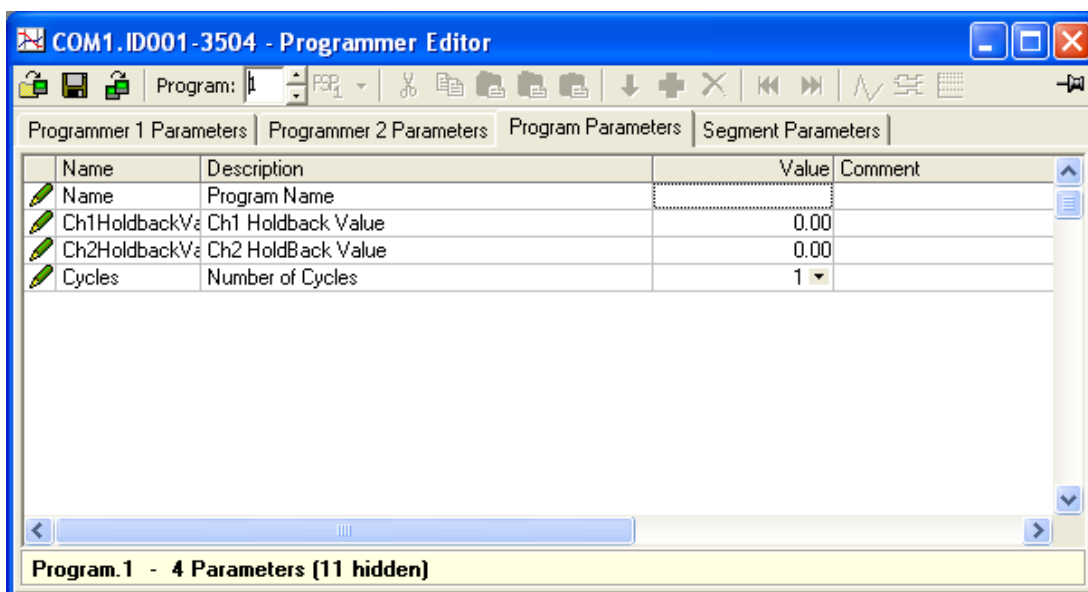 COM1.ID001-3504 - Programmer Editor
Program: 1 PSP1
Programmer 1 Parameters Programmer 2 Parameters Program Parameters Segment Parameters
Name Description Value Comment
Name Program Name
Ch1HoldbackVa Ch1 Holdback Value 0.00
Ch2HoldbackVa Ch2 HoldBack Value 0.00
Cycles Number of Cycles 1
Program.1 - 4 Parameters (11 hidden)